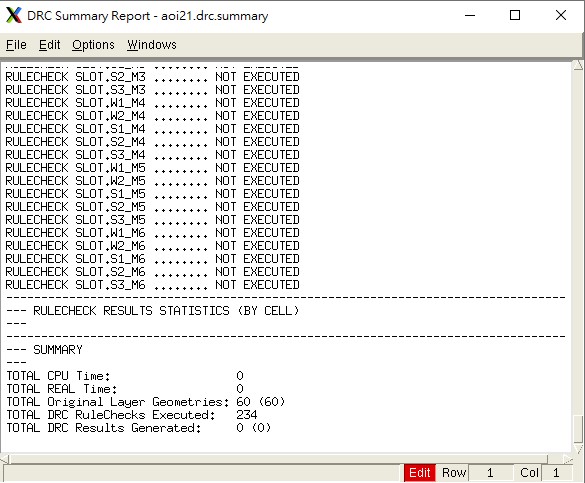 DRC Summary Report - aoi21.drc.summary
File Edit Options Windows
RULECHECK SLOT.S2_M3 ........ NOT EXECUTED
RULECHECK SLOT.S3_M3 ........ NOT EXECUTED
RULECHECK SLOT.W1_M4 ........ NOT EXECUTED
RULECHECK SLOT.W2_M4 ........ NOT EXECUTED
RULECHECK SLOT.S1_M4 ........ NOT EXECUTED
RULECHECK SLOT.S2_M4 ........ NOT EXECUTED
RULECHECK SLOT.S3_M4 ........ NOT EXECUTED
RULECHECK SLOT.W1_M5 ........ NOT EXECUTED
RULECHECK SLOT.W2_M5 ........ NOT EXECUTED
RULECHECK SLOT.S1_M5 ........ NOT EXECUTED
RULECHECK SLOT.S2_M5 ........ NOT EXECUTED
RULECHECK SLOT.S3_M5 ........ NOT EXECUTED
RULECHECK SLOT.W1_M6 ........ NOT EXECUTED
RULECHECK SLOT.W2_M6 ........ NOT EXECUTED
RULECHECK SLOT.S1_M6 ........ NOT EXECUTED
RULECHECK SLOT.S2_M6 ........ NOT EXECUTED
RULECHECK SLOT.S3_M6 ........ NOT EXECUTED
----------------------------------------------------------------------------------
--- RULECHECK RESULTS STATISTICS (BY CELL)
---
----------------------------------------------------------------------------------
--- SUMMARY
---
TOTAL CPU Time: 0
TOTAL REAL Time: 0
TOTAL Original Layer Geometries: 60 (60)
TOTAL DRC RuleChecks Executed: 234
TOTAL DRC Results Generated: 0 (0)
Edit Row 1 Col 1